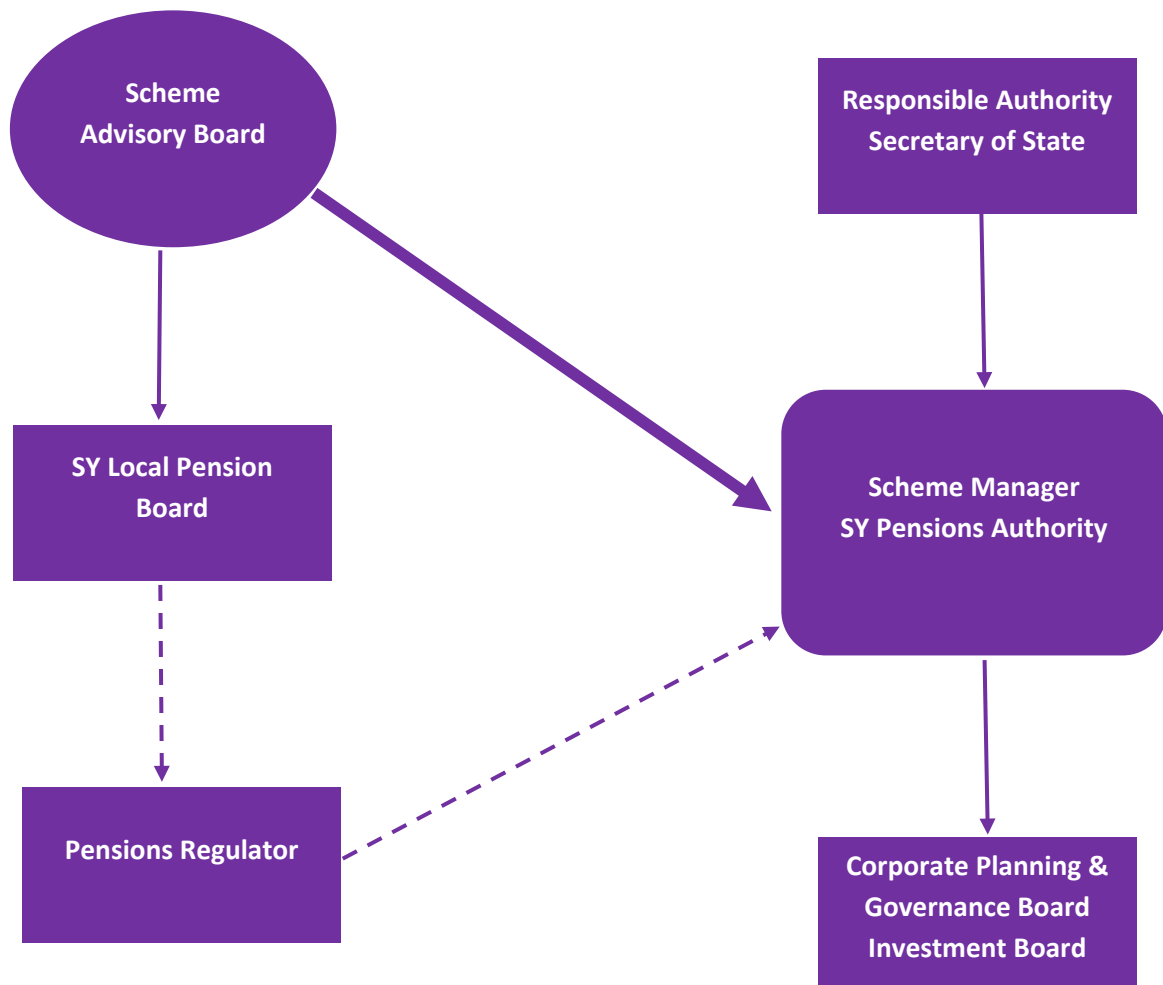 Scheme
Advisory Board
Responsible Authority
Secretary of State
SY Local Pension
Board
Scheme Manager
SY Pensions Authority
Pensions Regulator
Corporate Planning &
Governance Board
Investment Board